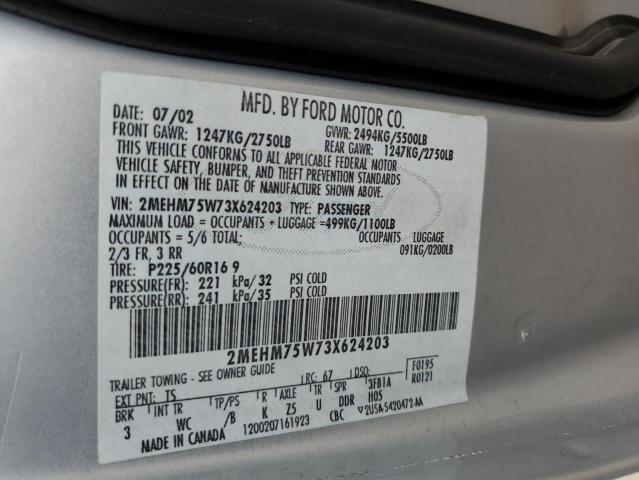 MFD. BY FORD MOTOR CO.
DATE: 07/02 GVWR: 2494KG/5500LB
FRONT GAWR: 1247KG/2750LB REAR GAWR: 1247KG/2750LB
THIS VEHICLE CONFORMS TO ALL APPLICABLE FEDERAL MOTOR
VEHICLE SAFETY, BUMPER, AND THEFT PREVENTION STANDARDS
IN EFFECT ON THE DATE OF MANUFACTURE SHOWN ABOVE.
VIN: 2MEHM75W73X624203 TYPE: PASSENGER
MAXIMUM LOAD = OCCUPANTS + LUGGAGE = 499KG/1100LB
OCCUPANTS = 5/6 TOTAL; OCCUPANTS LUGGAGE
2/3 FR, 3 RR 091KG/0200LB
TIRE: P225/60R16 9
PRESSURE(FR): 221 kPa/32 PSI COLD
PRESSURE(RR): 241 kPa/35 PSI COLD
2MEHM75W73X624203
TRAILER TOWING - SEE OWNER GUIDE
F0195
EXT PNT: TS RC: 67 DSO: R0121
BRK INT TR TP/PS R AXLE TR SPR 3FB1A
3 WC /B K Z5 U DDR H05
MADE IN CANADA 1200207161923 CBC ▽2U5A-5420472-AA